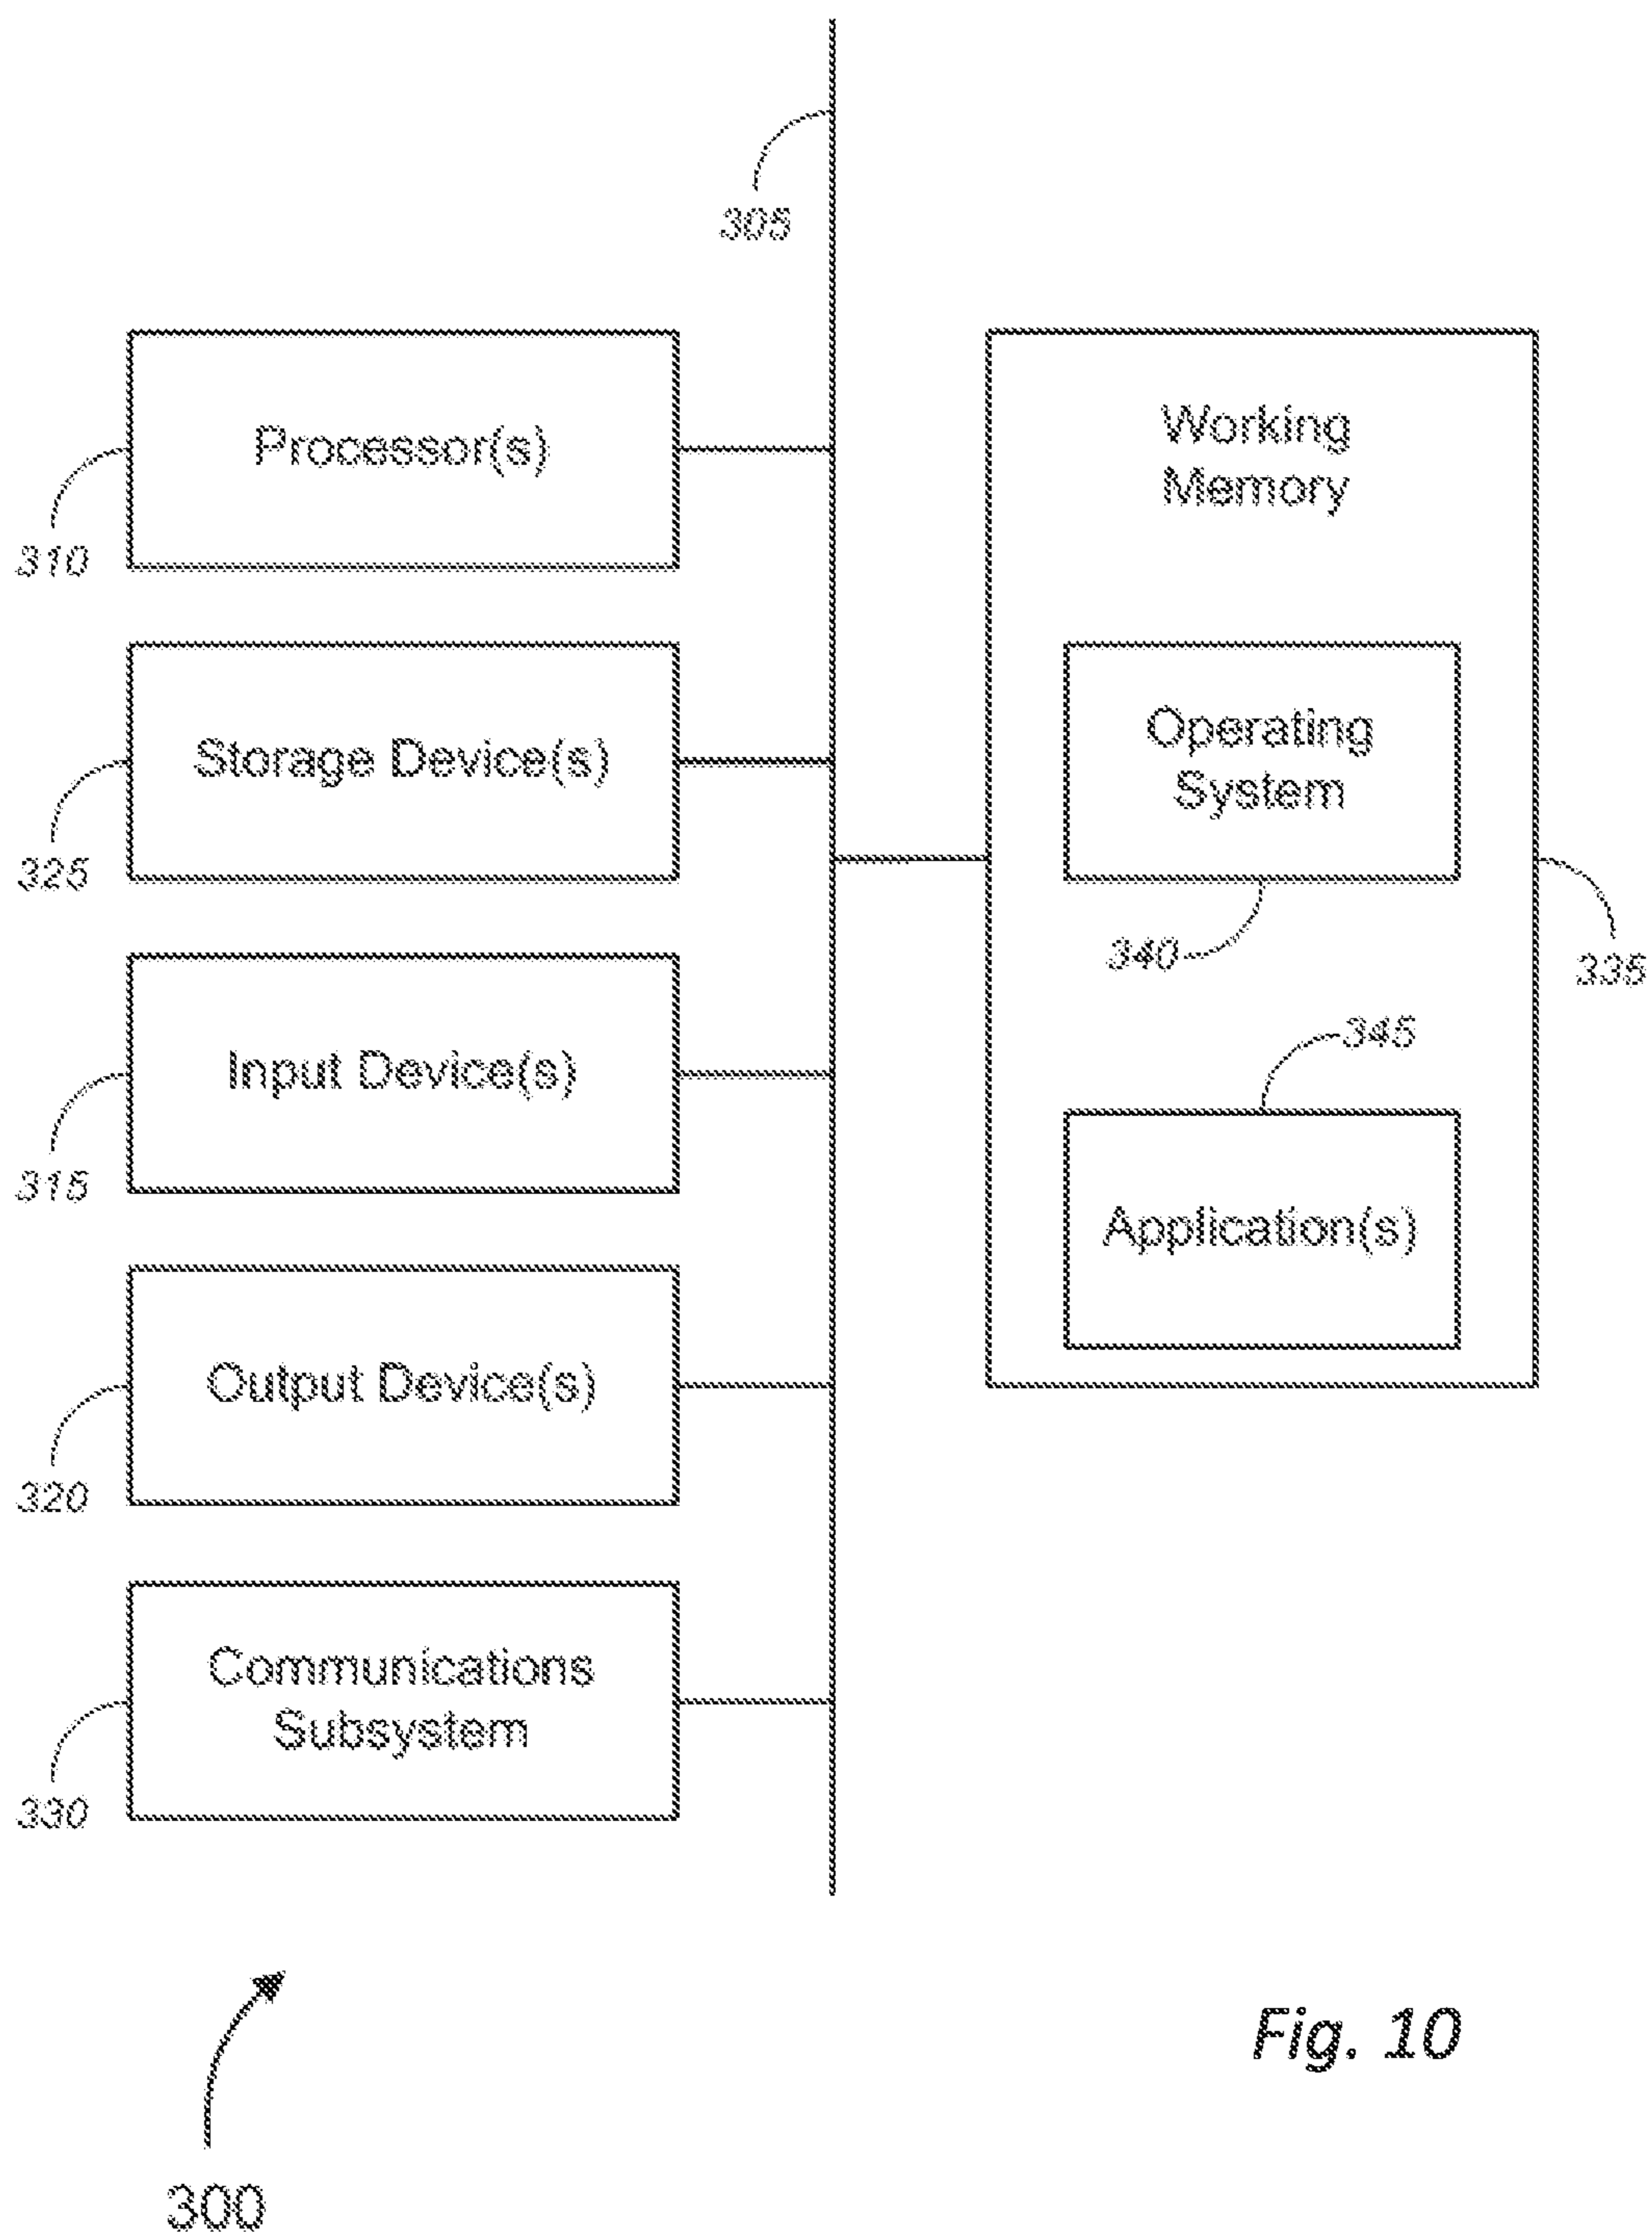 305
Processor(s)
310
Storage Device(s)
325
Input Device(s)
315
Output Device(s)
320
Communications
Subsystem
330
Working
Memory
Operating
System
340
335
345
Application(s)
300
Fig. 10